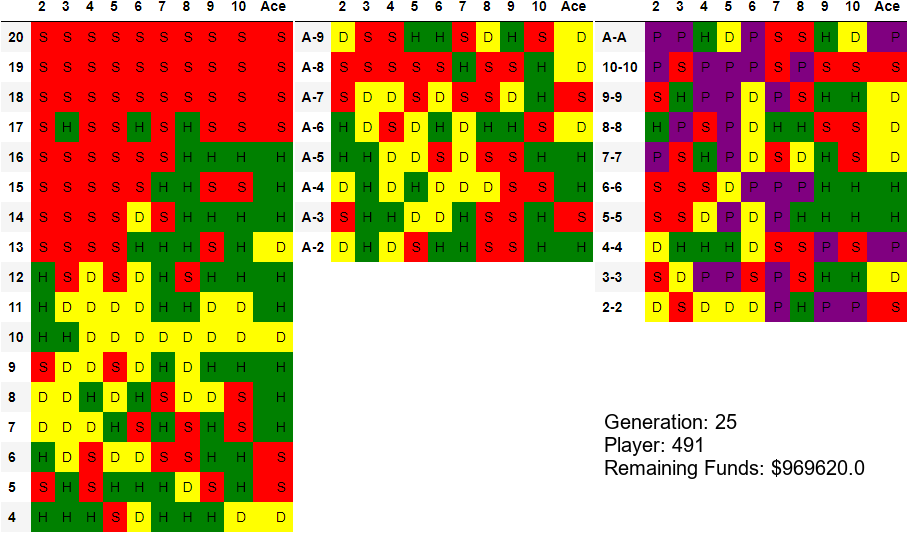 2 3 4 5 6 7 8 9 10 Ace
20 S S S S S S S S S S
19 S S S S S S S S S S
18 S S S S S S S S S S
17 S H S S H S H S S S
16 S S S S S S H H H H
15 S S S S S H H S S H
14 S S S S D S H H H H
13 S S S S H H H S H D
12 H S D S D H S H H H
11 H D D D D H H D D H
10 H H D D D D D D D D
9 S D D S D H D H H H
8 D D H D H S D D S H
7 D D D H S H S H S H
6 H D S D D S S H H S
5 S H S H H H D S H S
4 H H H S D H H H D D
2 3 4 5 6 7 8 9 10 Ace
A-9 D S S H H S D H S D
A-8 S S S S S H S S H D
A-7 S D D S D S S D H S
A-6 H D S D H D H H S D
A-5 H H D D S D S S H H
A-4 D H D H D D D S S H
A-3 S H H D D H S S H S
A-2 D H D S H H S S H H
2 3 4 5 6 7 8 9 10 Ace
A-A P P H D P S S H D P
10-10 P S P P P S P S S S
9-9 S H P P D P S H H D
8-8 H P S P D H H S S D
7-7 P S H P D S D H S D
6-6 S S S D P P P H H H
5-5 S S D P D P H H H H
4-4 D H H H D S S P S P
3-3 S D P P S P S H H D
2-2 D S D D D P H P P S
Generation: 25
Player: 491
Remaining Funds: $969620.0